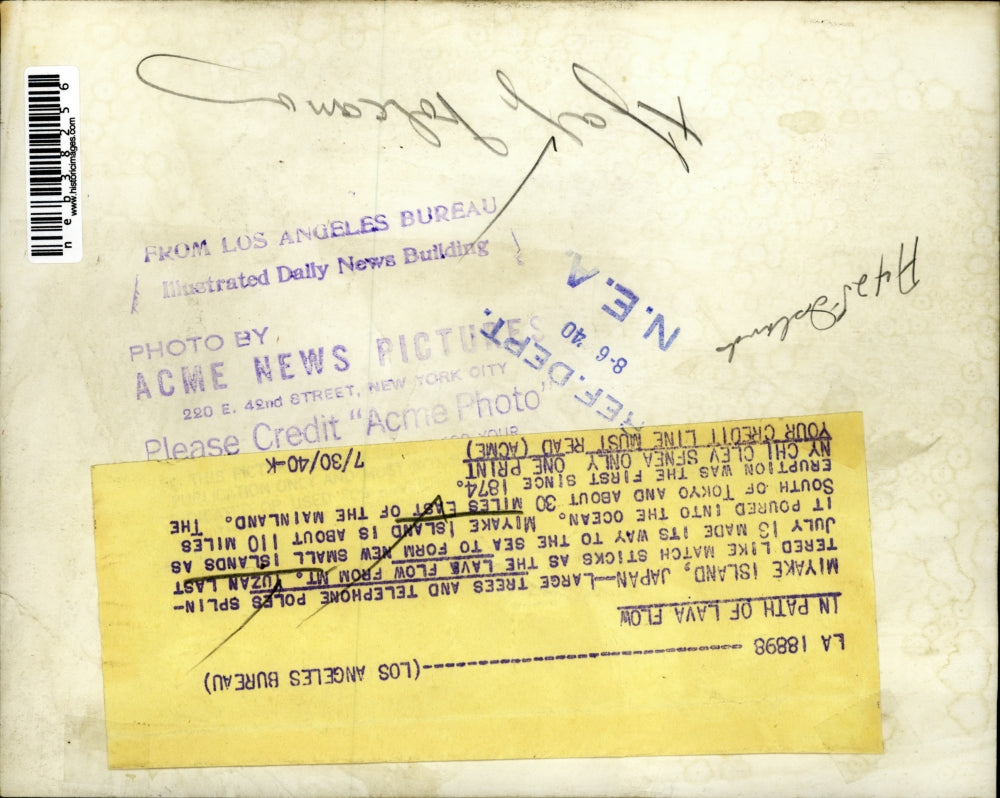 neb38256
www.historicimages.com
Volcano
FROM LOS ANGELES BUREAU
Illustrated Daily News Building
N.E.A.
8-6 '40
REF. DEPT.
PHOTO BY
ACME NEWS PICTURES
220 E. 42nd STREET, NEW YORK CITY
Please Credit "Acme Photo"
LA 18898 --------------------------------(LOS ANGELES BUREAU)
IN PATH OF LAVA FLOW
MIYAKE ISLAND, JAPAN--LARGE TREES AND TELEPHONE POLES SPLIN-
TERED LIKE MATCH STICKS AS THE LAVA FLOW FROM MT. YUZAN LAST
JULY 13 MADE ITS WAY TO THE SEA TO FORM NEW SMALL ISLANDS AS
IT POURED INTO THE OCEAN. MIYAKE ISLAND IS ABOUT 110 MILES
SOUTH OF TOKYO AND ABOUT 30 MILES EAST OF THE MAINLAND. THE
ERUPTION WAS THE FIRST SINCE 1874.
NY CHI CLEV SFNEA ONLY ONE PRINT
YOUR CREDIT LINE MUST READ (ACME) 7/30/40-K